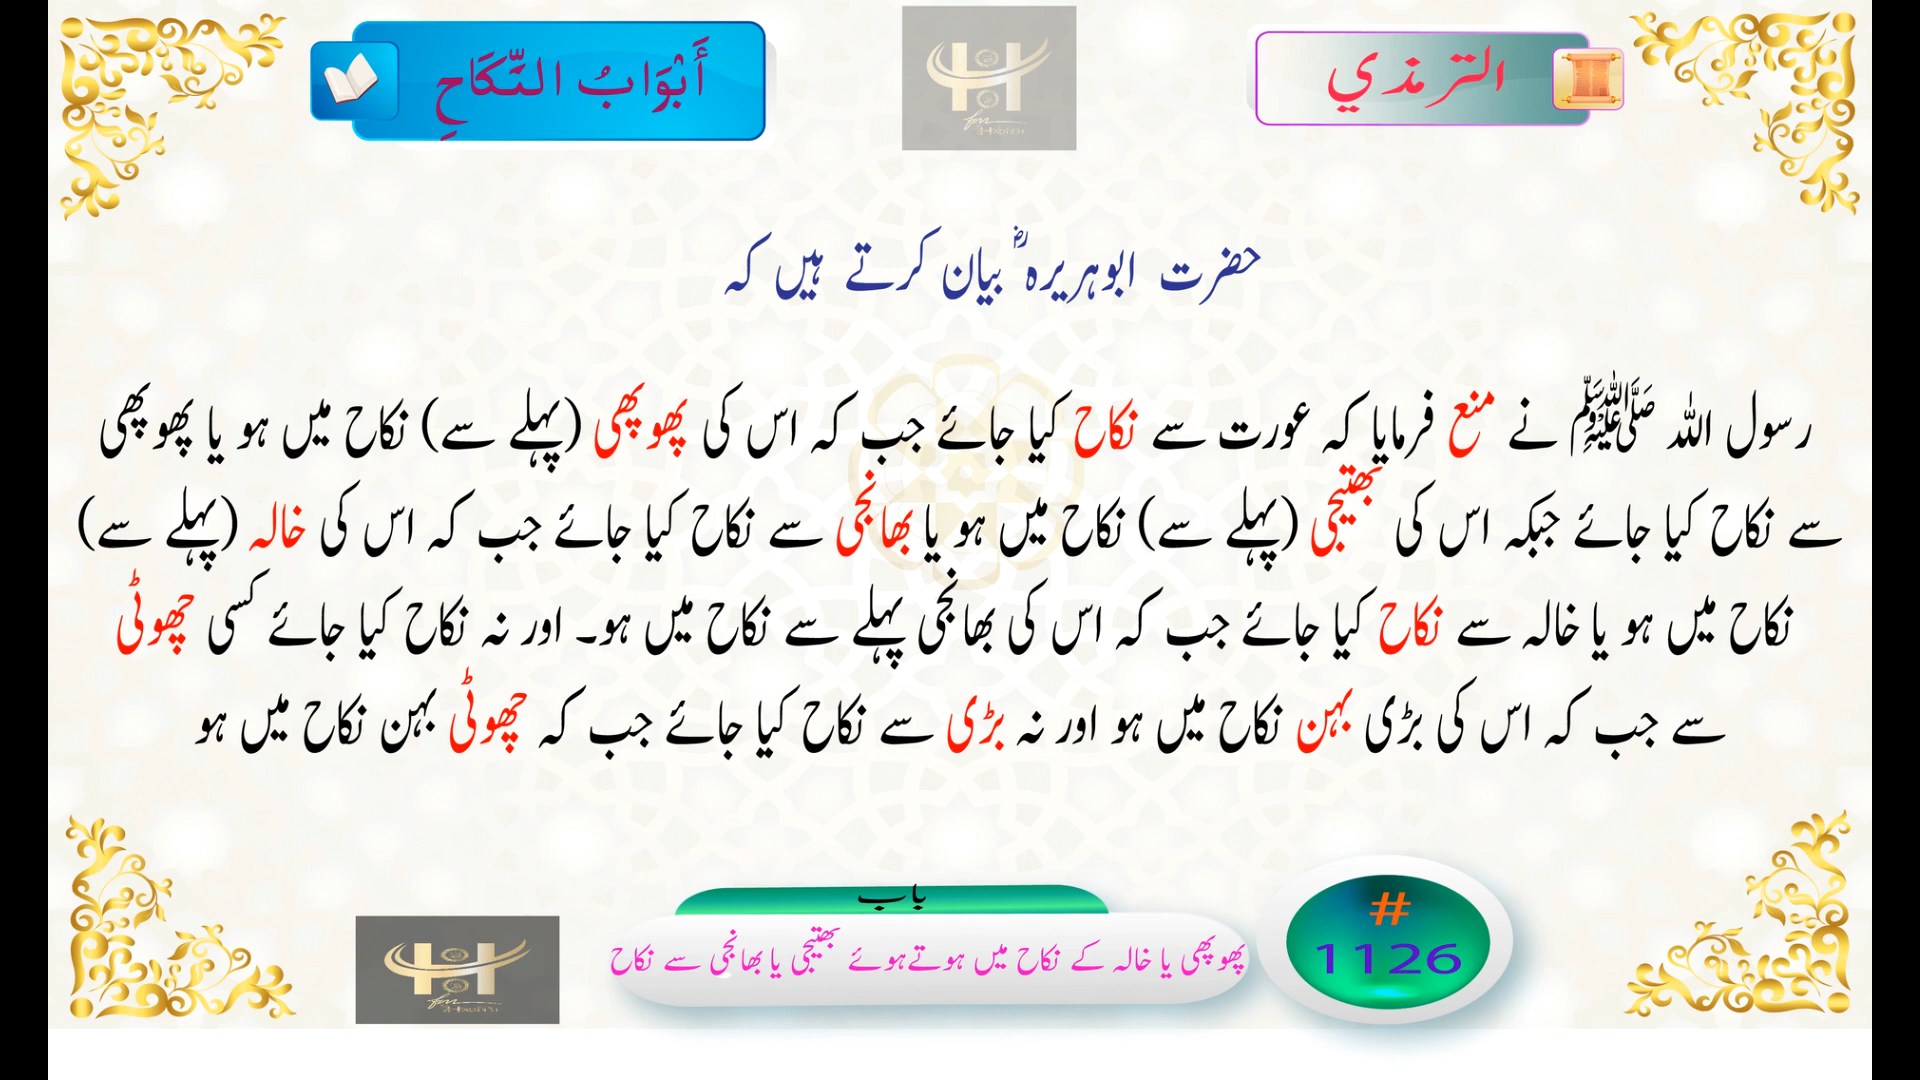 الترمذي
أَبْوَابُ النِّكَاحِ
حضرت ابوہریرہؓ بیان کرتے ہیں کہ
رسول اللہ ﷺ نے منع فرمایا کہ عورت سے نکاح کیا جائے جب کہ اس کی پھوپھی (پہلے سے) نکاح میں ہو یا پھوپھی
سے نکاح کیا جائے جبکہ اس کی بھتیجی (پہلے سے) نکاح میں ہو یا بھانجی سے نکاح کیا جائے جب کہ اس کی خالہ (پہلے سے)
نکاح میں ہو یا خالہ سے نکاح کیا جائے جب کہ اس کی بھانجی پہلے سے نکاح میں ہو۔ اور نہ نکاح کیا جائے کسی چھوٹی
سے جب کہ اس کی بڑی بہن نکاح میں ہو اور نہ بڑی سے نکاح کیا جائے جب کہ چھوٹی بہن نکاح میں ہو
باب
پھوپھی یا خالہ کے نکاح میں ہوتےہوئے بھتیجی یا بھانجی سے نکاح
#
1126